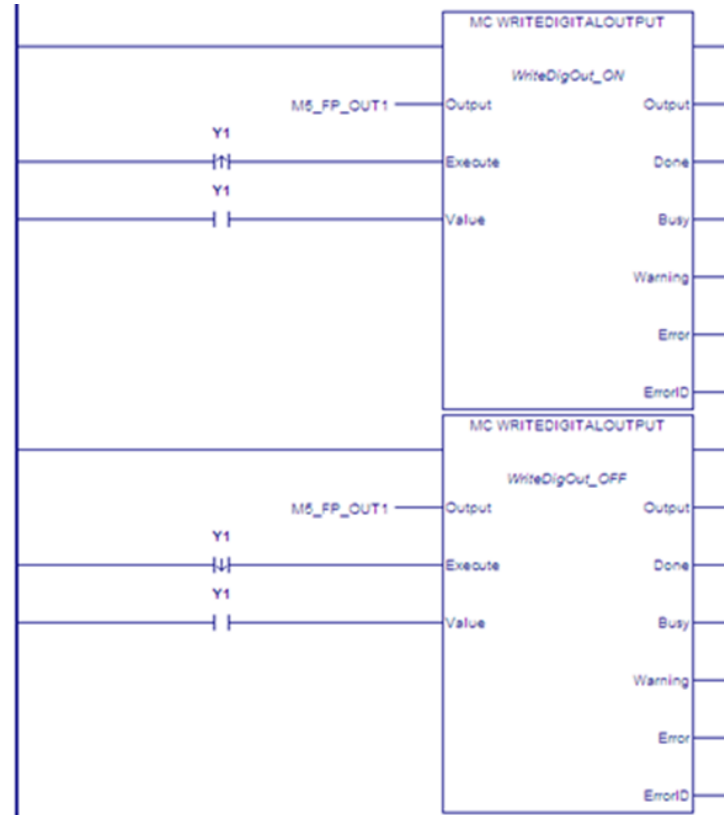 MC WRITEDIGITALOUTPUT
WriteDigOut_ON
M5_FP_OUT1 Output Output
Y1
Execute Done
Y1
Value Busy
Warning
Error
ErrorID
MC WRITEDIGITALOUTPUT
WriteDigOut_OFF
M5_FP_OUT1 Output Output
Y1
Execute Done
Y1
Value Busy
Warning
Error
ErrorID